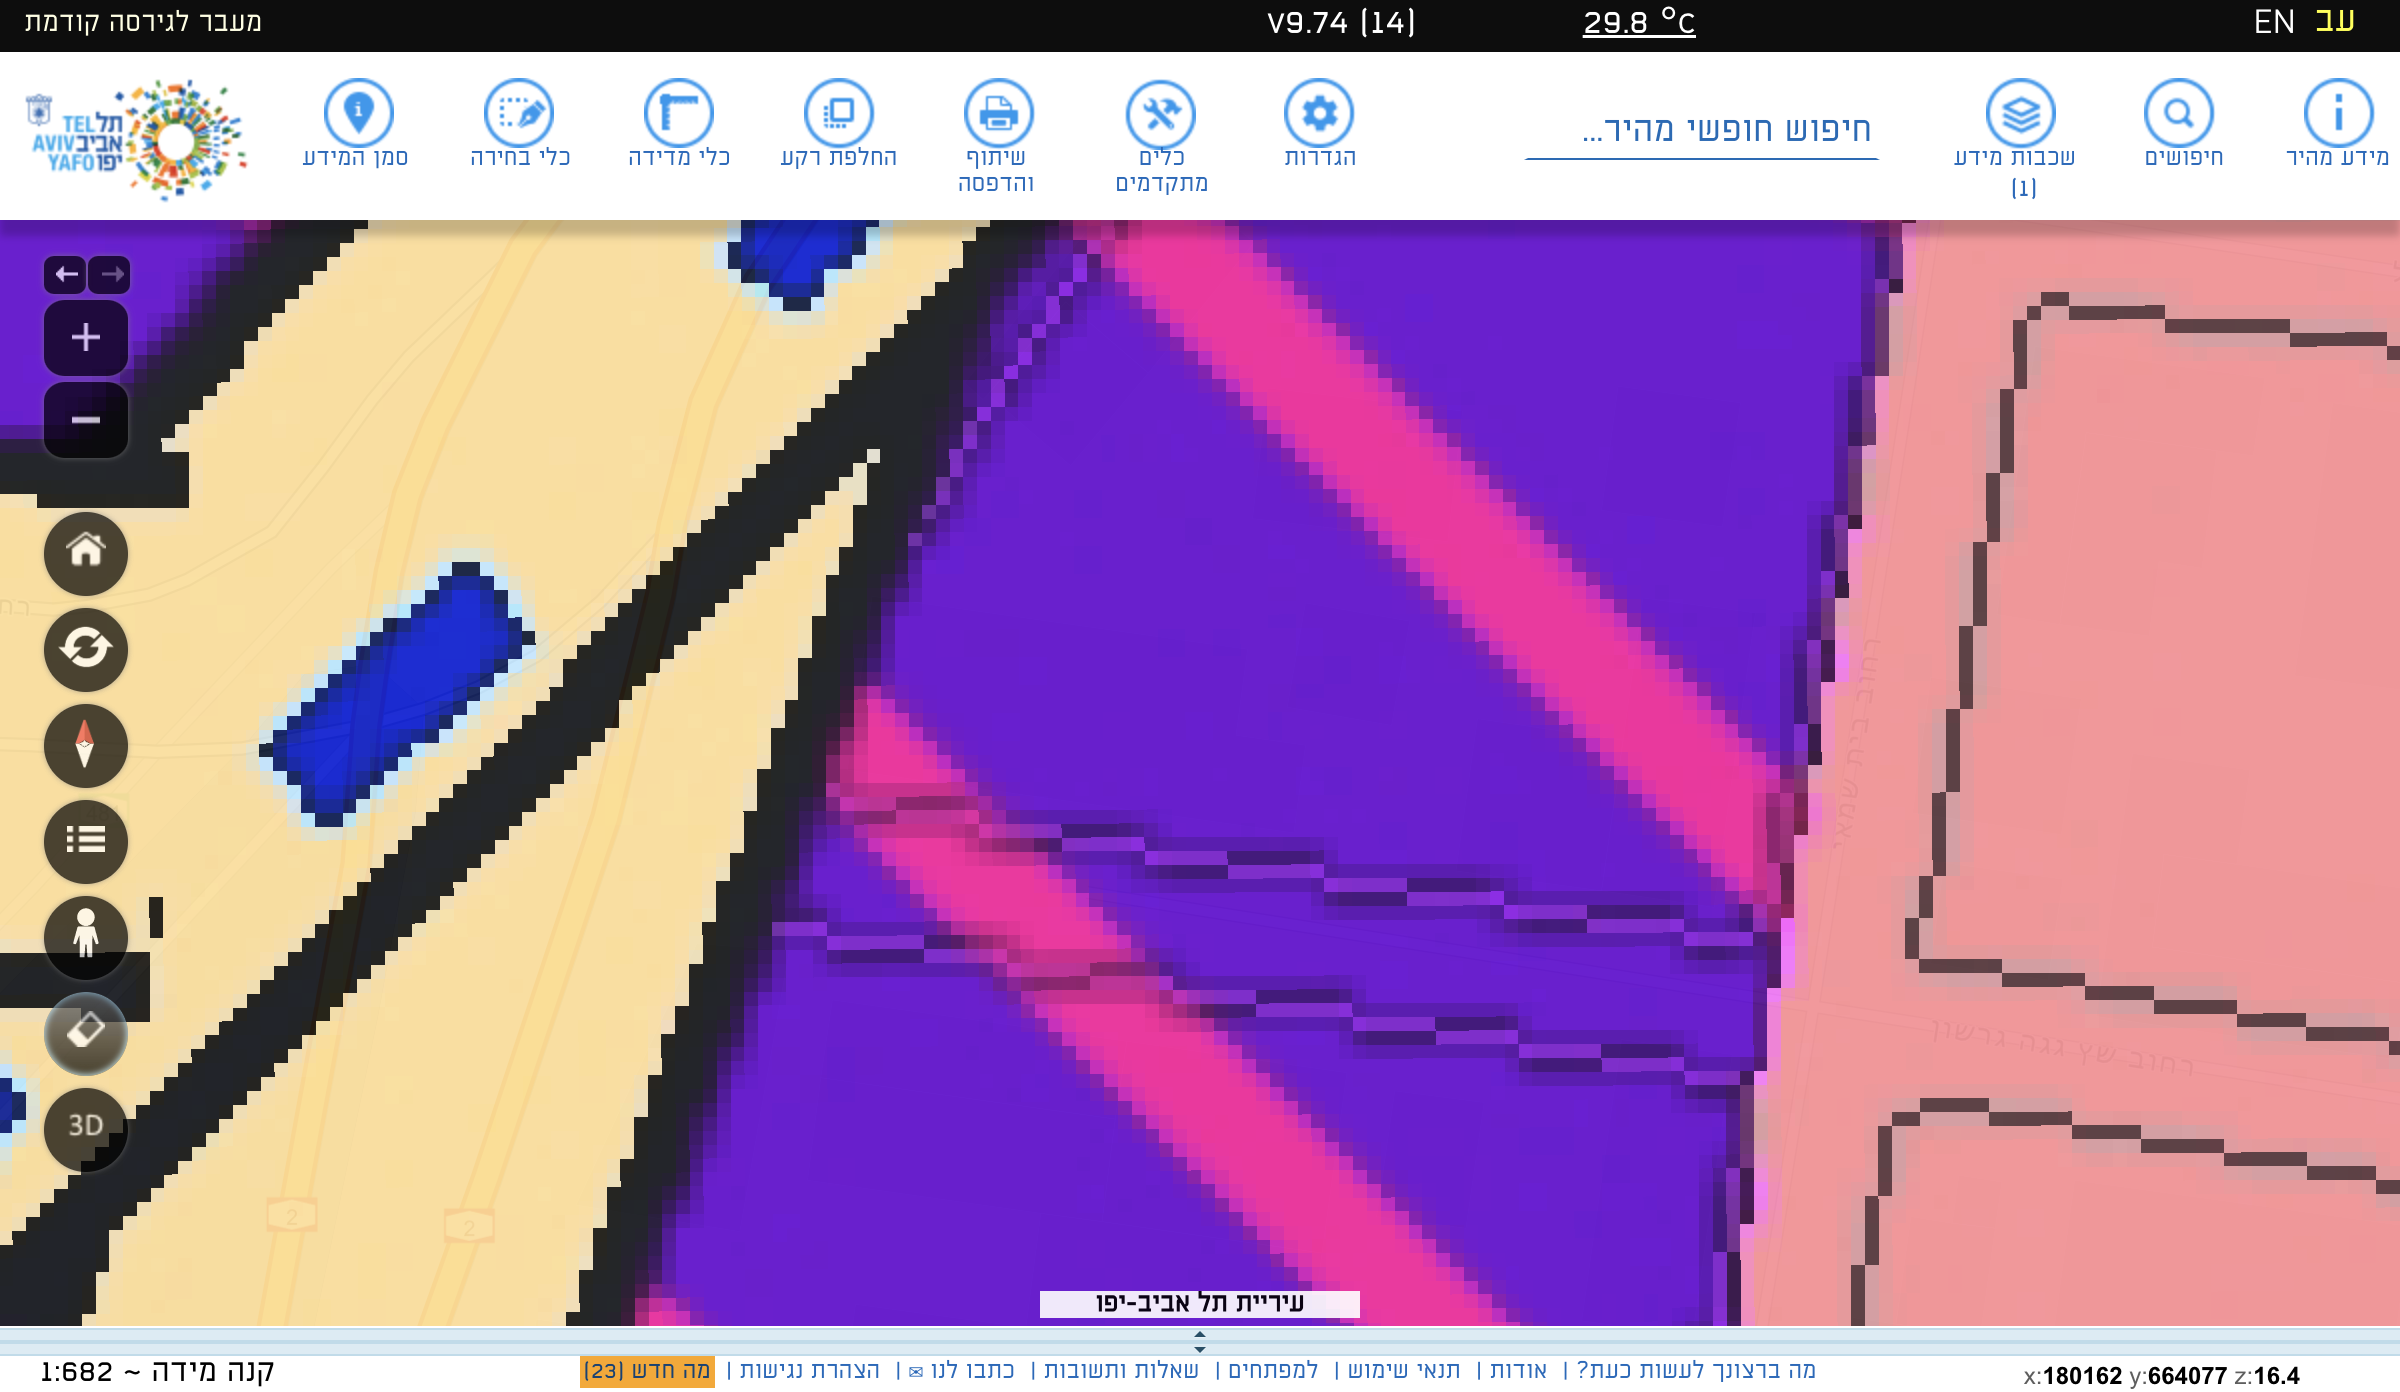 עב EN
29.8 °C
V9.74 (14)
מעבר לגירסה קודמת
מידע מהיר
חיפושים
שכבות מידע
(1)
חיפוש חופשי מהיר...
הגדרות
כלים
מתקדמים
שיתוף
והדפסה
החלפת רקע
כלי מדידה
כלי בחירה
סמן המידע
תל TEL
אביב AVIV
יפו YAFO
רחוב בית שמאי
רחוב שץ גגה גרשון
3D
2
2
עיריית תל אביב-יפו
מה ברצונך לעשות כעת? | אודות | תנאי שימוש | למפתחים | שאלות ותשובות | כתבו לנו ✉ | הצהרת נגישות | מה חדש (23)
קנה מידה ~ 1:682
x:180162 y:664077 z:16.4